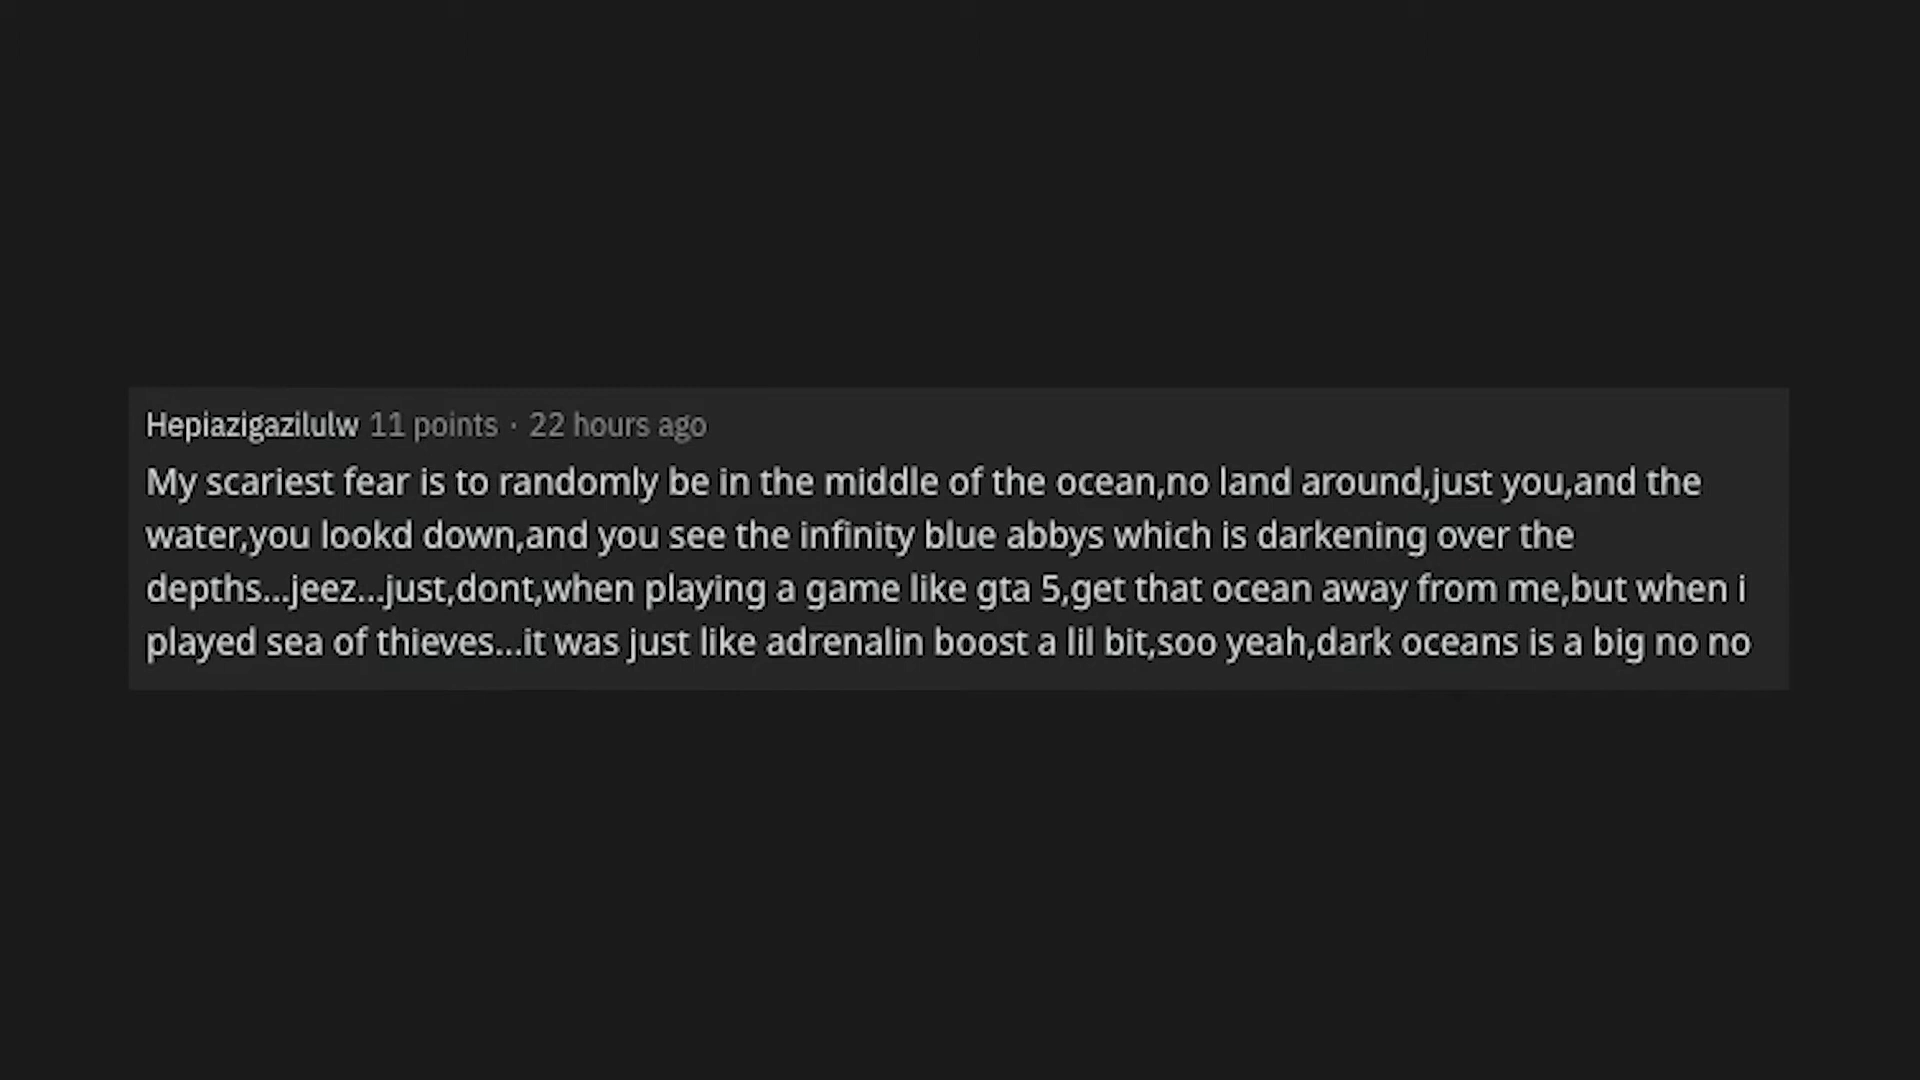 Hepiazigazilulw 11 points · 22 hours ago
My scariest fear is to randomly be in the middle of the ocean,no land around,just you,and the
water,you lookd down,and you see the infinity blue abbys which is darkening over the
depths...jeez...just,dont,when playing a game like gta 5,get that ocean away from me,but when i
played sea of thieves...it was just like adrenalin boost a lil bit,soo yeah,dark oceans is a big no no